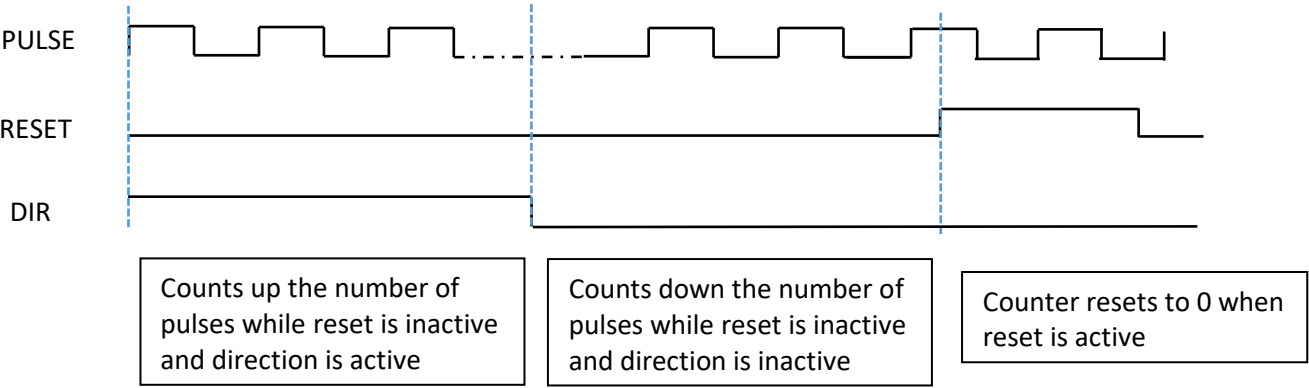 PULSE
RESET
DIR
Counts up the number of
pulses while reset is inactive
and direction is active
Counts down the number of
pulses while reset is inactive
and direction is inactive
Counter resets to 0 when
reset is active